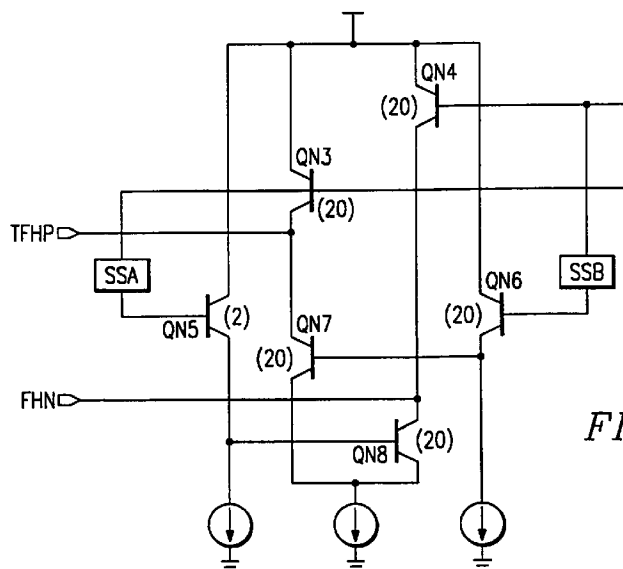 QN4
(20)
QN3
(20)
TFHP
SSA
QN6
SSB
QN5
(2)
QN7
(20)
(20)
FHN
(20)
QN8
FI